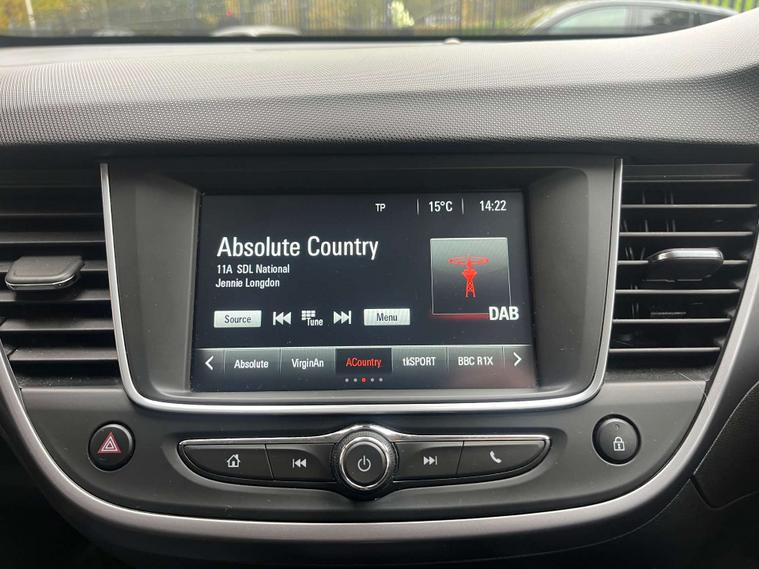 TP 15°C 14:22
Absolute Country
11A SDL National
Jennie Longdon
Source Tune Menu
DAB
Absolute VirginAn ACountry tkSPORT BBC R1X